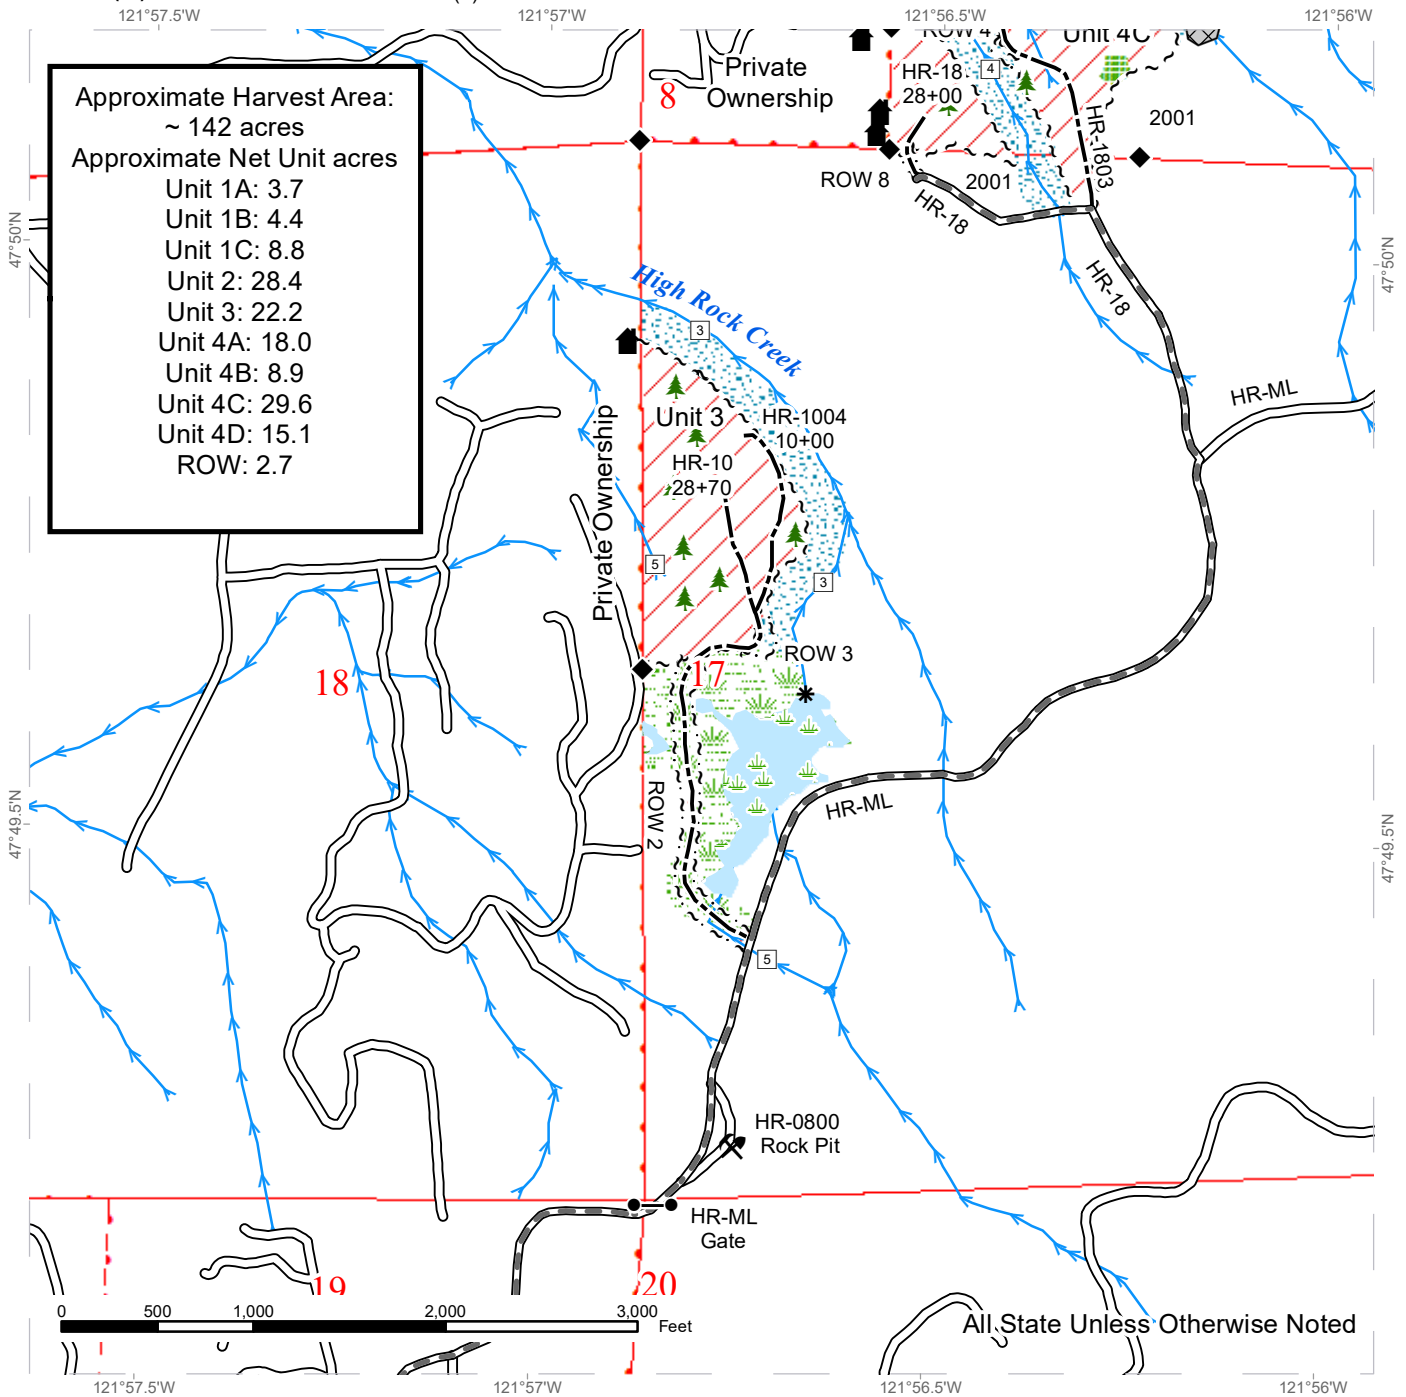 121°57.5'W
121°57'W
121°56.5'W
121°56'W
Approximate Harvest Area:
~ 142 acres
Approximate Net Unit acres
Unit 1A: 3.7
Unit 1B: 4.4
Unit 1C: 8.8
Unit 2: 28.4
Unit 3: 22.2
Unit 4A: 18.0
Unit 4B: 8.9
Unit 4C: 29.6
Unit 4D: 15.1
ROW: 2.7
8
Private
Ownership
ROW 4
Unit 4C
HR-18
28+00
4
HR-1803
2001
ROW 8
2001
HR-18
HR-18
47°50'N
47°50'N
High Rock Creek
3
HR-ML
Unit 3
HR-1004
10+00
HR-10
28+70
Private Ownership
5
3
ROW 3
17
18
ROW 2
HR-ML
47°49.5'N
47°49.5'N
5
HR-0800
Rock Pit
HR-ML
Gate
19
20
0
500
1,000
2,000
3,000
Feet
All State Unless Otherwise Noted
121°57.5'W
121°57'W
121°56.5'W
121°56'W